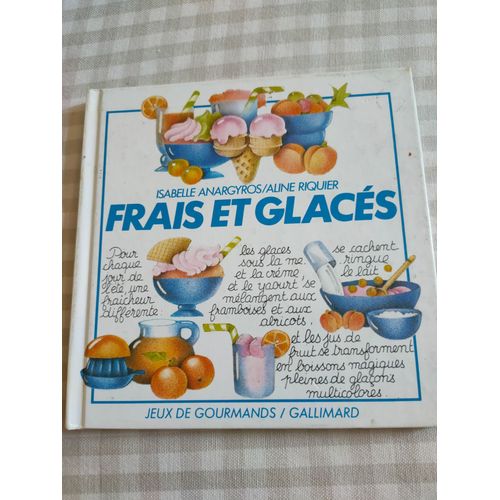 ISABELLE ANARGYROS/ALINE RIQUIER
FRAIS ET GLACÉS
Pour
chaque
jour de
l'été, une
fraîcheur
différente:
les glaces
sous la me
et la crème
et le yaourt se
mélangent aux
framboises et aux
abricots,
se cachent
ringue
le lait
et les jus de
fruit se transforment
en boissons magiques
pleines de glaçons
multicolores.
JEUX DE GOURMANDS / GALLIMARD